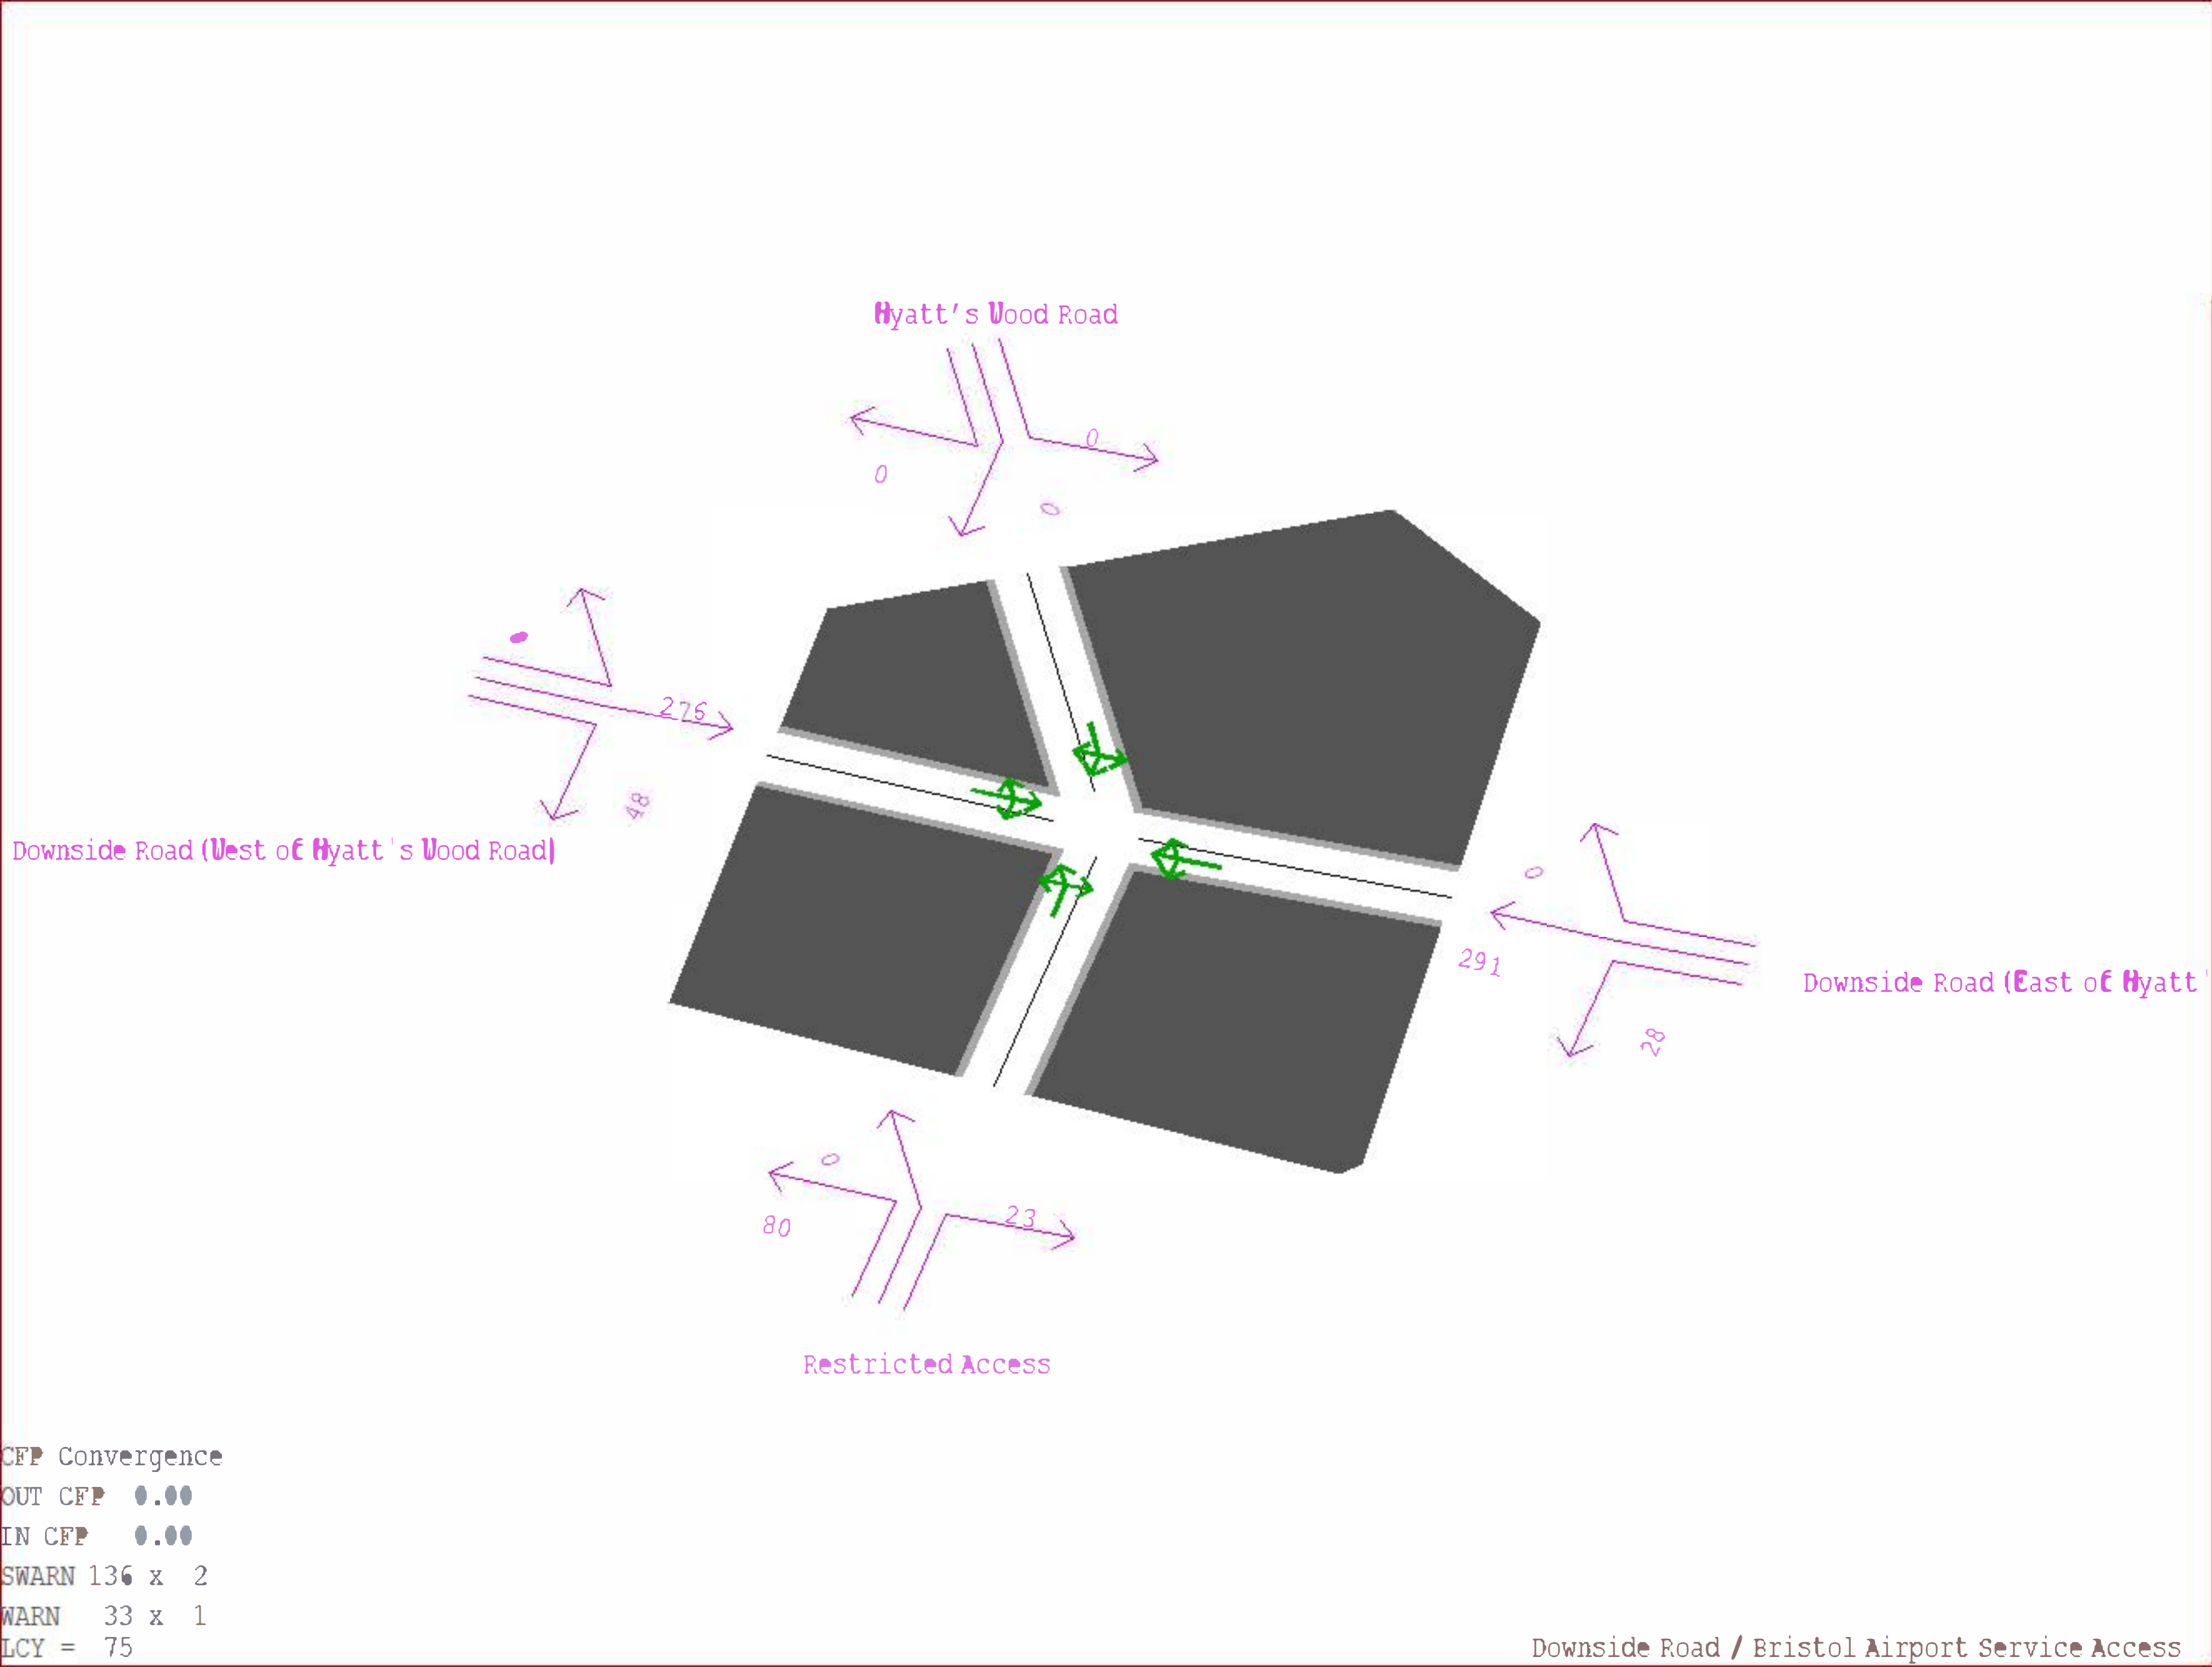 Hyatt's Wood Road
0
0
0
276
48
Downside Road (West of Hyatt's Wood Road)
0
291
28
Downside Road (East of Hyatt'
0
80
23
Restricted Access
CFP Convergence
OUT CFP 0.00
IN CFP 0.00
SWARN 136 x 2
WARN 33 x 1
LCY = 75
Downside Road / Bristol Airport Service Access